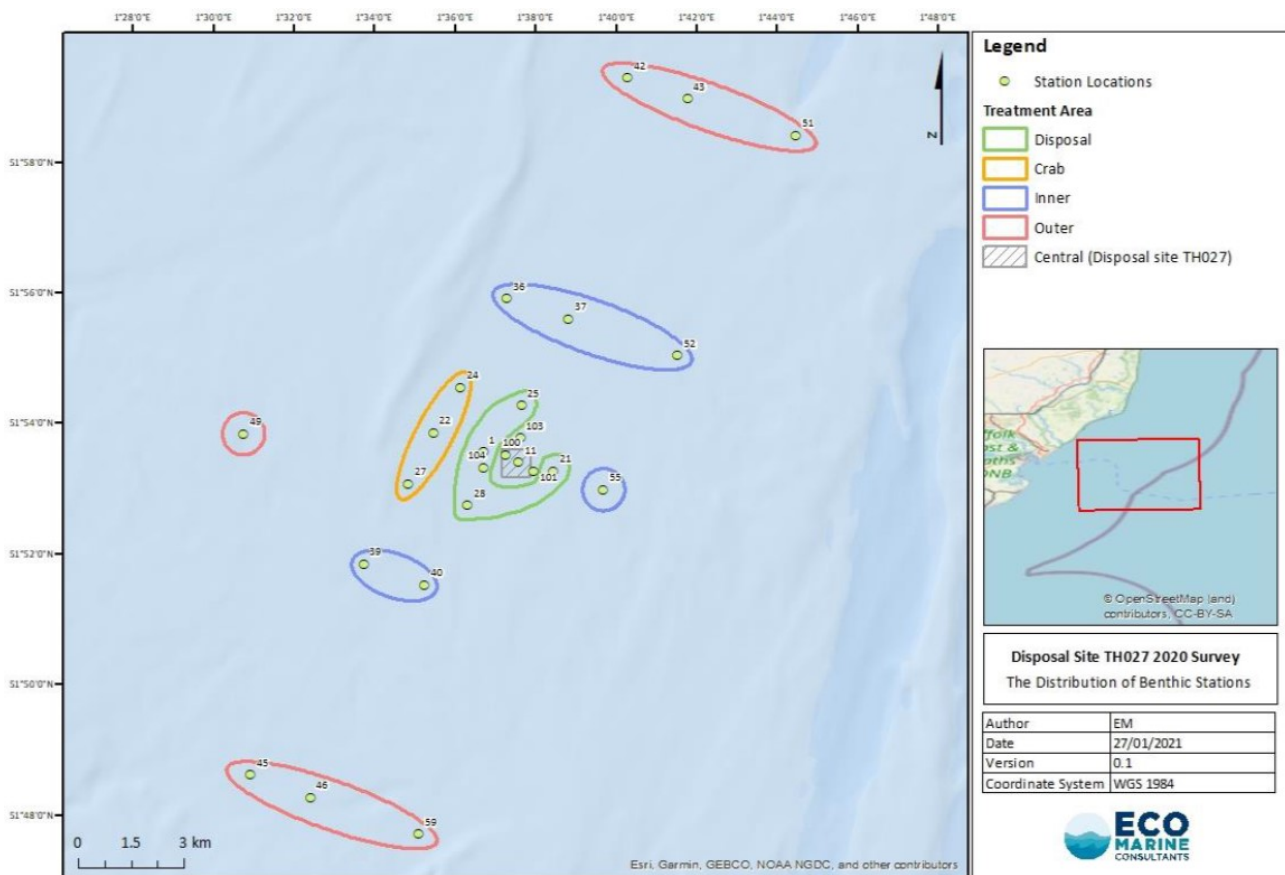 1°28'0"E 1°30'0"E 1°32'0"E 1°34'0"E 1°36'0"E 1°38'0"E 1°40'0"E 1°42'0"E 1°44'0"E 1°46'0"E 1°48'0"E
51°58'0"N
51°56'0"N
51°54'0"N
51°52'0"N
51°50'0"N
51°48'0"N
42
43
51
36
37
52
24
25
22
103
49
1
100
11
104
21
101
27
55
28
39
40
45
46
59
N
0 1.5 3 km
Esri, Garmin, GEBCO, NOAA NGDC, and other contributors
Legend
Station Locations
Treatment Area
Disposal
Crab
Inner
Outer
Central (Disposal site TH027)
ffolk
ast &
aths
ONB
© OpenStreetMap (and)
contributors, CC-BY-SA
Disposal Site TH027 2020 Survey
The Distribution of Benthic Stations
Author EM
Date 27/01/2021
Version 0.1
Coordinate System WGS 1984
ECO
MARINE
CONSULTANTS